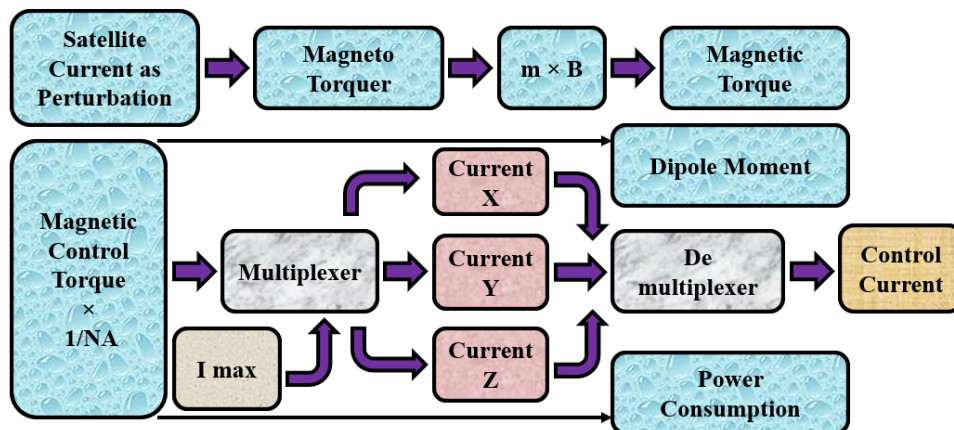 Satellite
Current as
Perturbation
Magneto
Torquer
m × B
Magnetic
Torque
Magnetic
Control
Torque
×
1/NA
Dipole Moment
Current
X
Multiplexer
Current
Y
De
multiplexer
Control
Current
I max
Current
Z
Power
Consumption